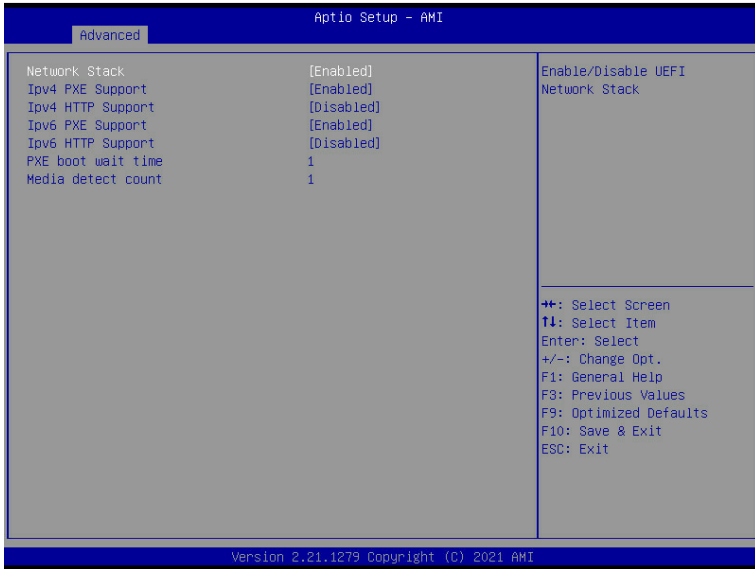 Aptio Setup – AMI
Advanced
Network Stack [Enabled]
Ipv4 PXE Support [Enabled]
Ipv4 HTTP Support [Disabled]
Ipv6 PXE Support [Enabled]
Ipv6 HTTP Support [Disabled]
PXE boot wait time 1
Media detect count 1
Enable/Disable UEFI
Network Stack
→←: Select Screen
↑↓: Select Item
Enter: Select
+/-: Change Opt.
F1: General Help
F3: Previous Values
F9: Optimized Defaults
F10: Save & Exit
ESC: Exit
Version 2.21.1279 Copyright (C) 2021 AMI